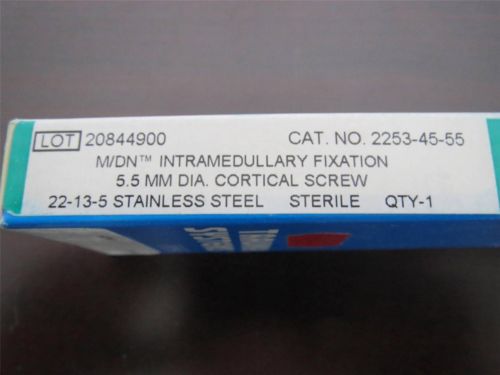 LOT 20844900 CAT. NO. 2253-45-55
M/DN™ INTRAMEDULLARY FIXATION
5.5 MM DIA. CORTICAL SCREW
22-13-5 STAINLESS STEEL STERILE QTY-1